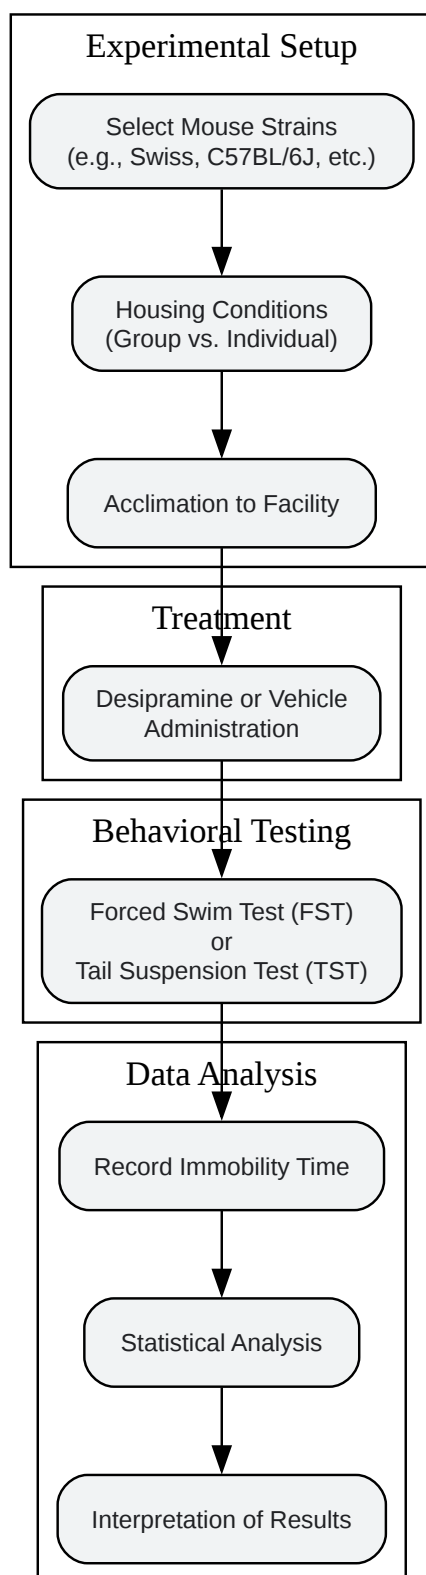 Experimental Setup
Select Mouse Strains
(e.g., Swiss, C57BL/6J, etc.)
Housing Conditions
(Group vs. Individual)
Acclimation to Facility
Treatment
Desipramine or Vehicle
Administration
Behavioral Testing
Forced Swim Test (FST)
or
Tail Suspension Test (TST)
Data Analysis
Record Immobility Time
Statistical Analysis
Interpretation of Results